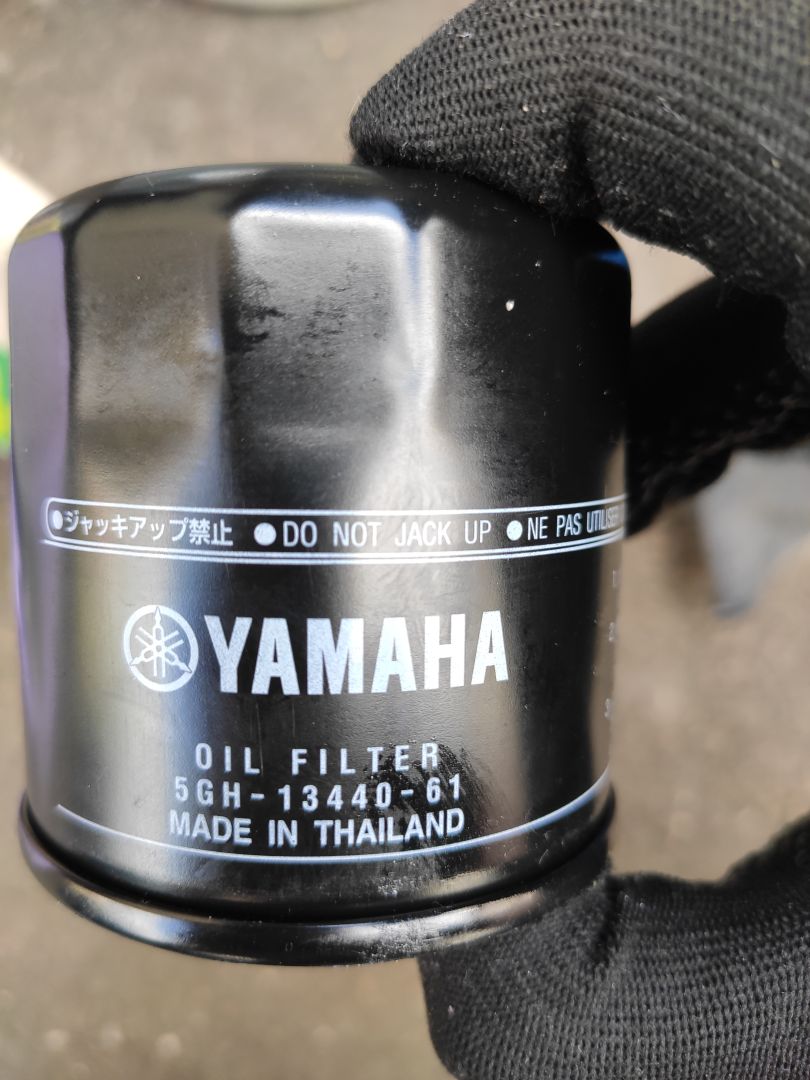 ●ジャッキアップ禁止 ●DO NOT JACK UP ●NE PAS UTILISER
YAMAHA
OIL FILTER
5GH-13440-61
MADE IN THAILAND